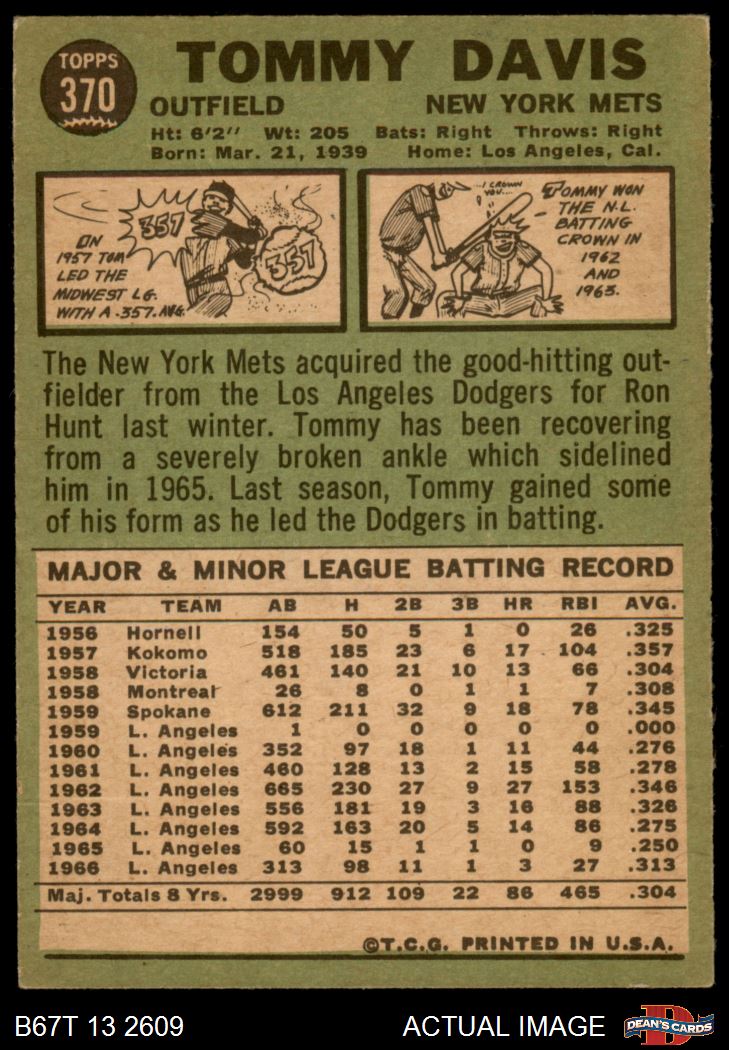 TOPPS
370
TOMMY DAVIS
OUTFIELD NEW YORK METS
Ht: 6'2" Wt: 205 Bats: Right Throws: Right
Born: Mar. 21, 1939 Home: Los Angeles, Cal.
357
357
IN
1957 TOM
LED THE
MIDWEST LG.
WITH A .357. AVG.
..I CROWN
YOU...
TOMMY WON
THE N.L.
BATTING
CROWN IN
1962
AND
1963.
The New York Mets acquired the good-hitting out-
fielder from the Los Angeles Dodgers for Ron
Hunt last winter. Tommy has been recovering
from a severely broken ankle which sidelined
him in 1965. Last season, Tommy gained some
of his form as he led the Dodgers in batting.
MAJOR & MINOR LEAGUE BATTING RECORD
YEAR TEAM AB H 2B 3B HR RBI AVG.
1956 Hornell 154 50 5 1 0 26 .325
1957 Kokomo 518 185 23 6 17 104 .357
1958 Victoria 461 140 21 10 13 66 .304
1958 Montreal 26 8 0 1 1 7 .308
1959 Spokane 612 211 32 9 18 78 .345
1959 L. Angeles 1 0 0 0 0 0 .000
1960 L. Angeles 352 97 18 1 11 44 .276
1961 L. Angeles 460 128 13 2 15 58 .278
1962 L. Angeles 665 230 27 9 27 153 .346
1963 L. Angeles 556 181 19 3 16 88 .326
1964 L. Angeles 592 163 20 5 14 86 .275
1965 L. Angeles 60 15 1 1 0 9 .250
1966 L. Angeles 313 98 11 1 3 27 .313
Maj. Totals 8 Yrs. 2999 912 109 22 86 465 .304
©T.C.G. PRINTED IN U.S.A.
B67T 13 2609 ACTUAL IMAGE
DEAN'S CARDS